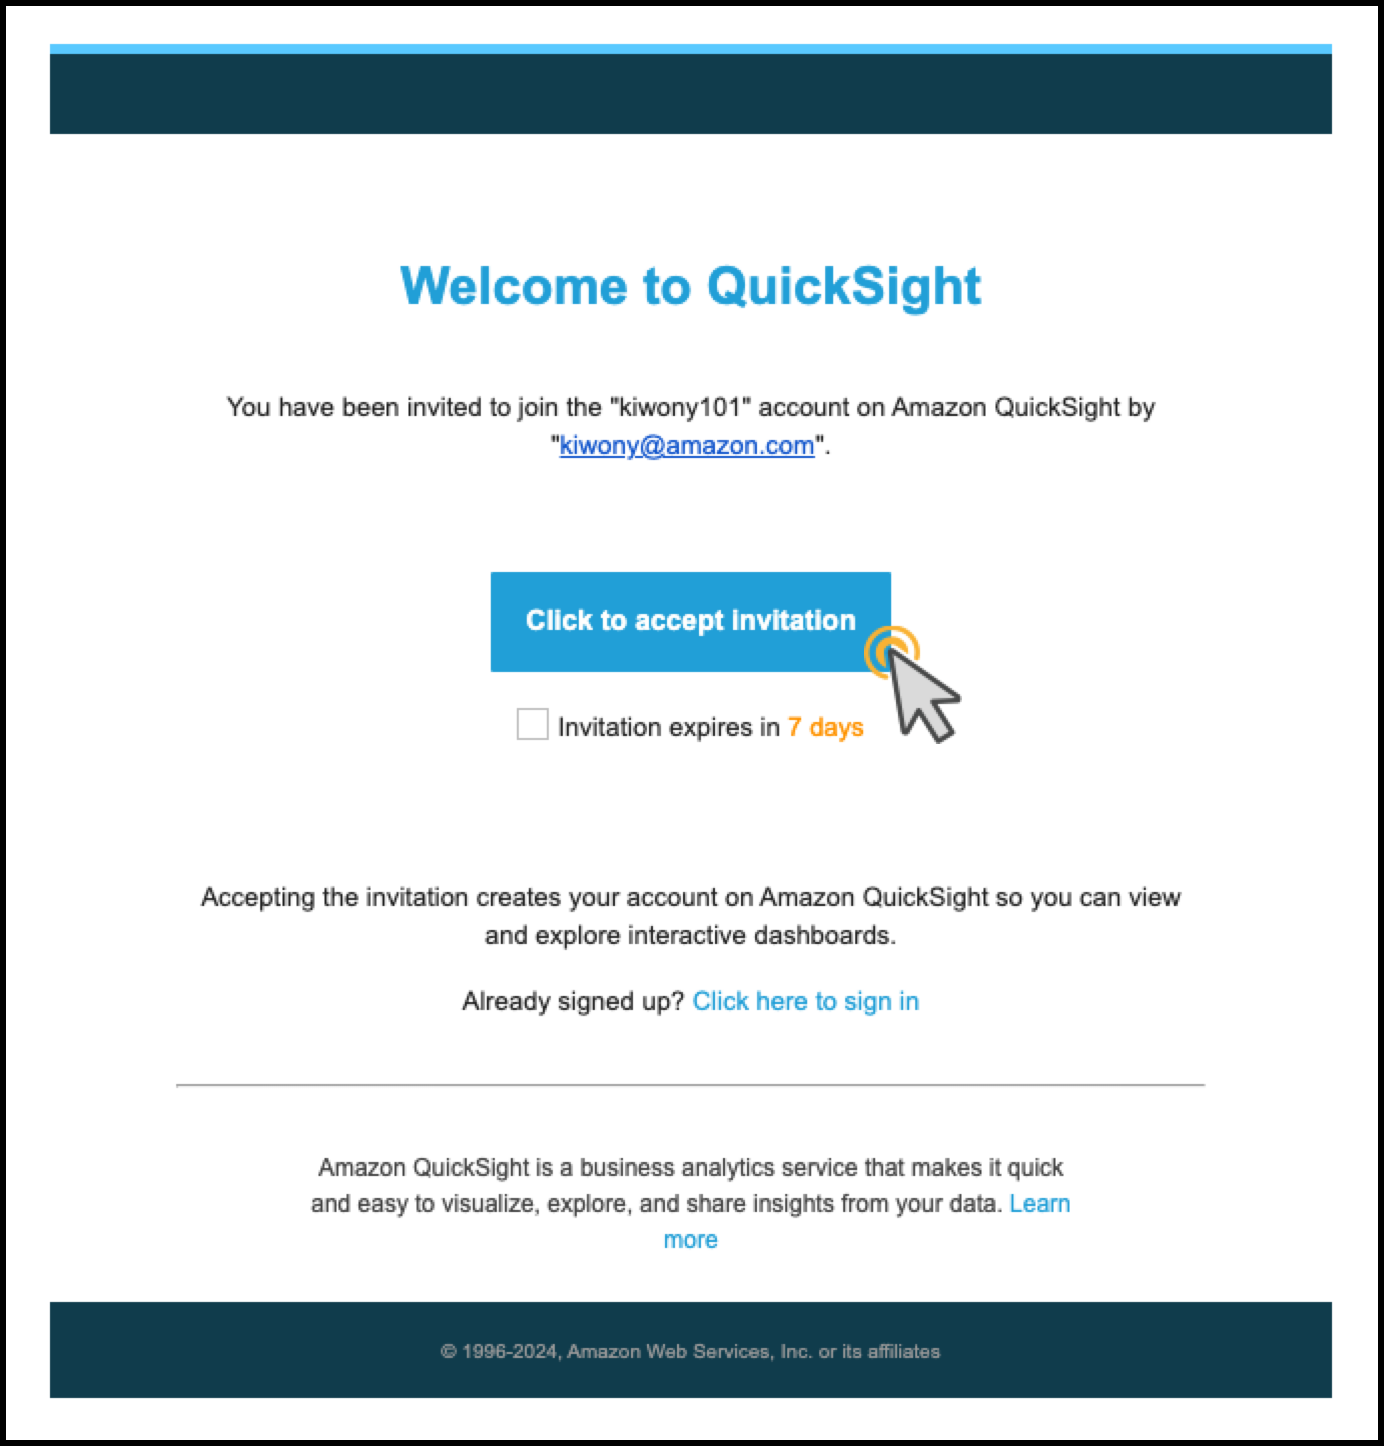 Welcome to QuickSight
You have been invited to join the "kiwony101" account on Amazon QuickSight by
"kiwony@amazon.com".
Click to accept invitation
Invitation expires in 7 days
Accepting the invitation creates your account on Amazon QuickSight so you can view
and explore interactive dashboards.
Already signed up? Click here to sign in
Amazon QuickSight is a business analytics service that makes it quick
and easy to visualize, explore, and share insights from your data. Learn
more
© 1996-2024, Amazon Web Services, Inc. or its affiliates